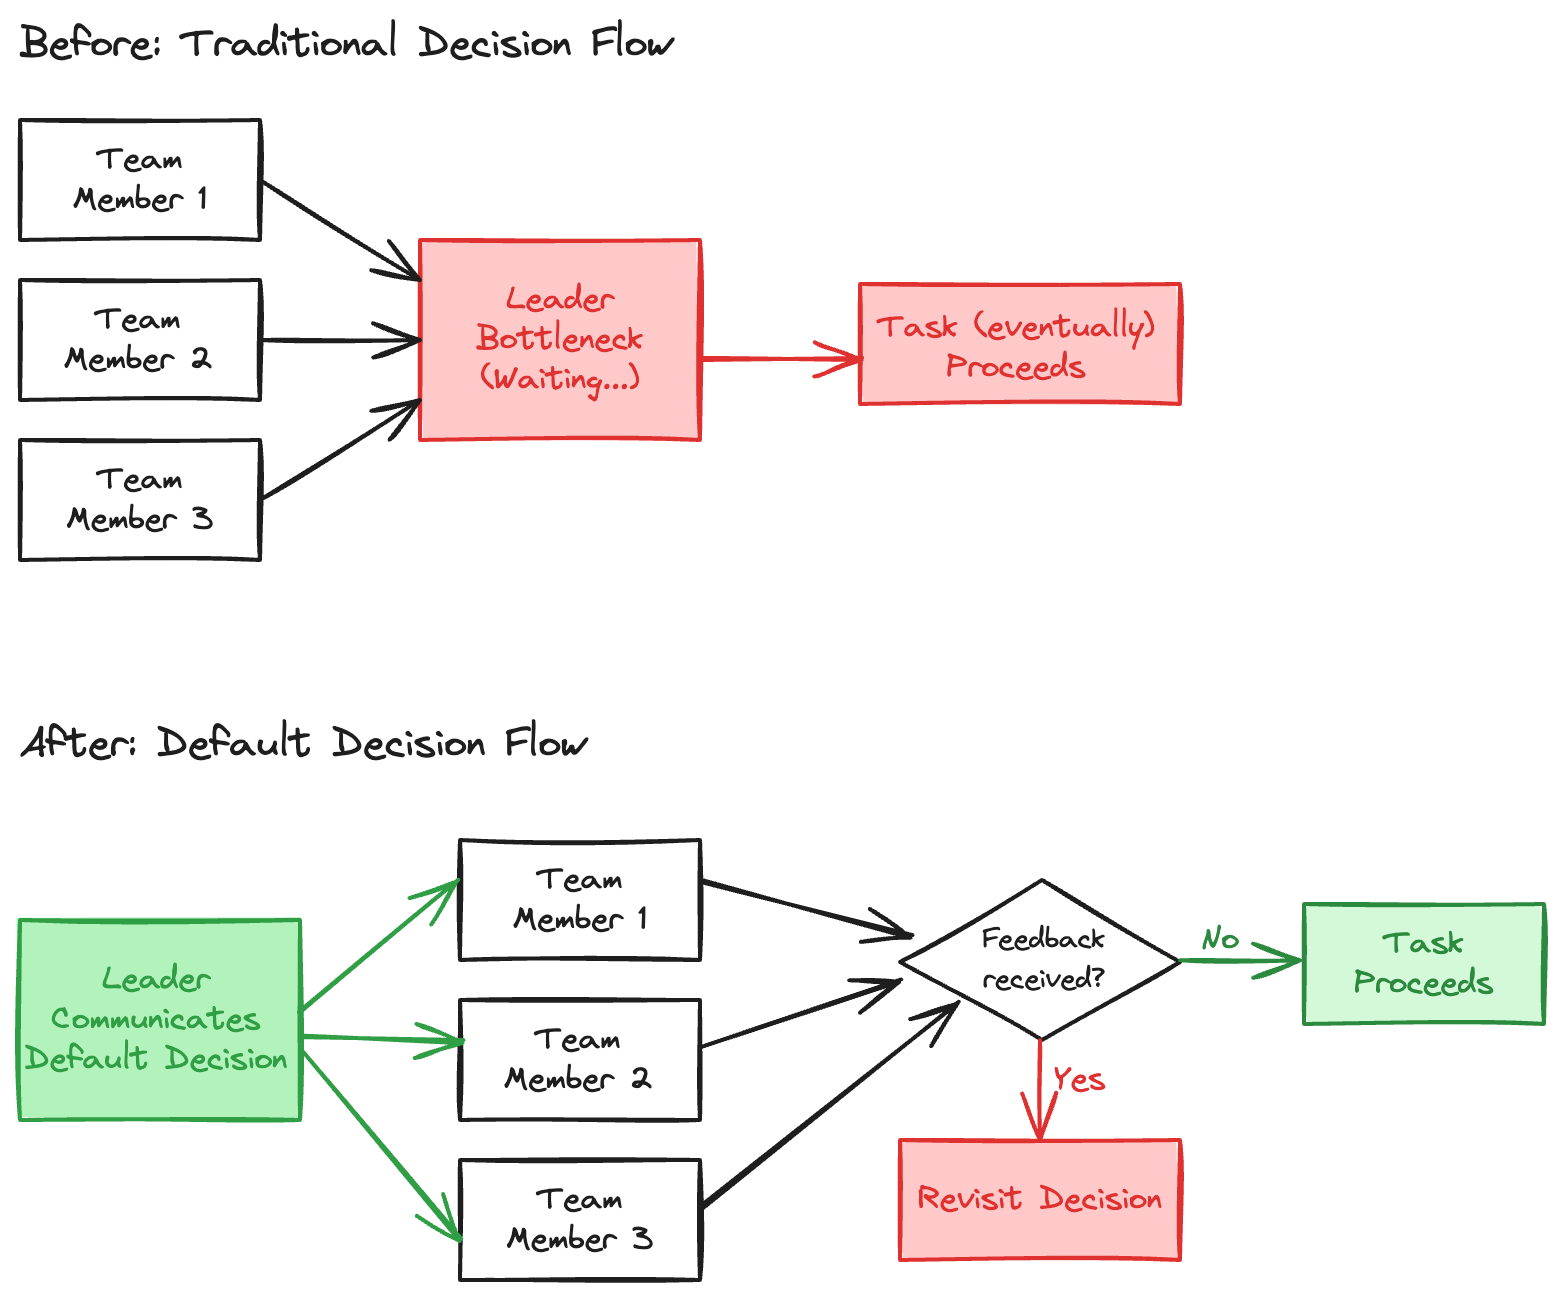 Before: Traditional Decision Flow
Team
Member 1
Team
Member 2
Team
Member 3
Leader
Bottleneck
(Waiting...)
Task (eventually)
Proceeds
After: Default Decision Flow
Leader
Communicates
Default Decision
Team
Member 1
Team
Member 2
Team
Member 3
Feedback
received?
No
Task
Proceeds
Yes
Revisit Decision